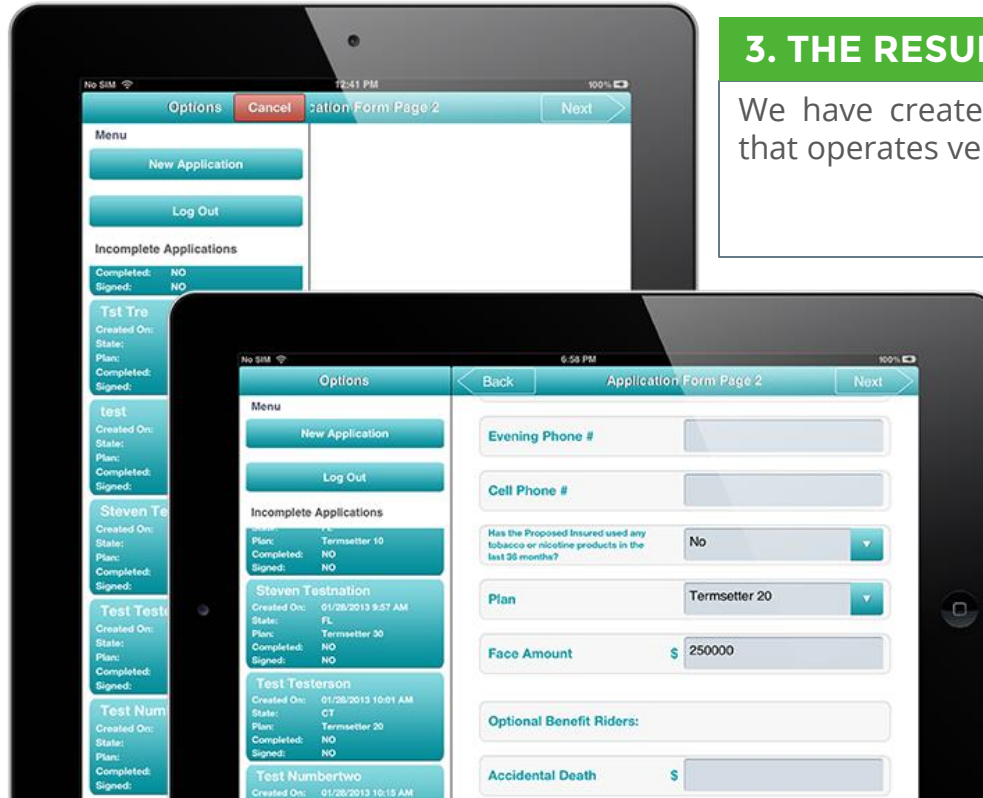 3. THE RESU
We have create
that operates ve
No SIM 12:41 PM 100%
Options Cancel cation Form Page 2 Next
Menu
New Application
Log Out
Incomplete Applications
Completed: NO
Signed: NO
Tst Tre
Created On:
State:
Plan:
Completed:
Signed:
test
Created On:
State:
Plan:
Completed:
Signed:
Steven Te
Created On:
State:
Plan:
Completed:
Signed:
Test Teste
Created On:
State:
Plan:
Completed:
Signed:
Test Num
Created On:
State:
Plan:
Completed:
Signed:
No SIM 6:58 PM 100%
Options Back Application Form Page 2 Next
Menu
New Application
Log Out
Incomplete Applications
State: FL
Plan: Termsetter 10
Completed: NO
Signed: NO
Steven Testnation
Created On: 01/28/2013 9:57 AM
State: FL
Plan: Termsetter 30
Completed: NO
Signed: NO
Test Testerson
Created On: 01/28/2013 10:01 AM
State: CT
Plan: Termsetter 20
Completed: NO
Signed: NO
Test Numbertwo
Created On: 01/28/2013 10:15 AM
Evening Phone #
Cell Phone #
Has the Proposed Insured used any
tobacco or nicotine products in the
last 36 months?
No
Plan Termsetter 20
Face Amount $ 250000
Optional Benefit Riders:
Accidental Death $